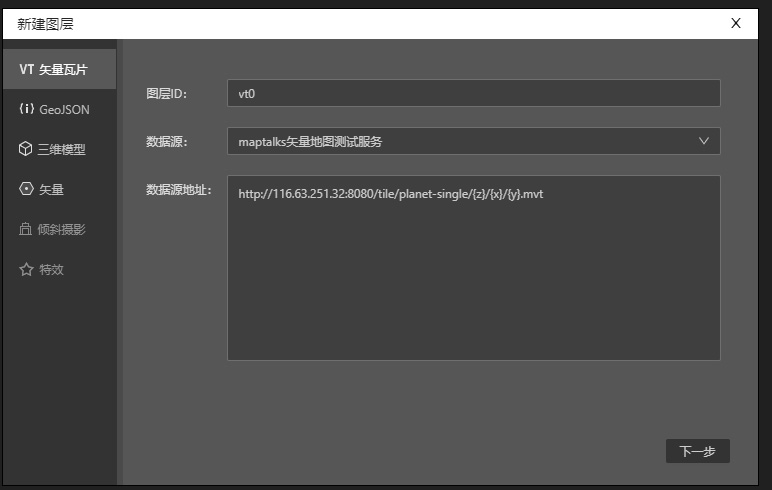 新建图层 X
VT 矢量瓦片
GeoJSON
三维模型
矢量
倾斜摄影
特效
图层ID: vt0
数据源: maptalks矢量地图测试服务
数据源地址: http://116.63.251.32:8080/tile/planet-single/{z}/{x}/{y}.mvt
下一步